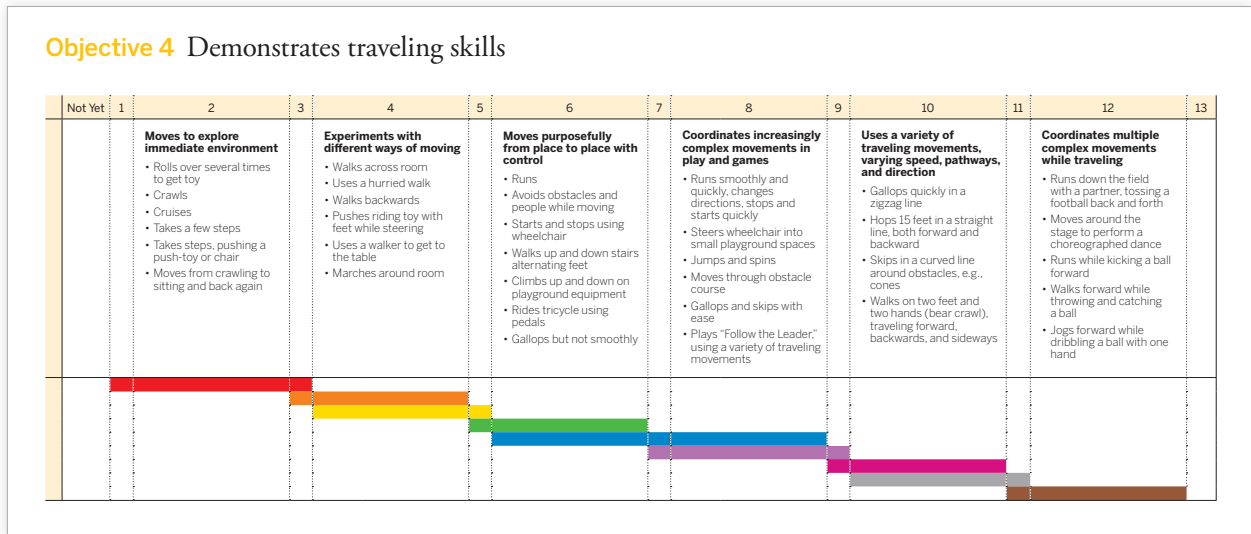 Objective 4 Demonstrates traveling skills
Not Yet 1 2 3 4 5 6 7 8 9 10 11 12 13
Moves to explore
immediate environment
• Rolls over several times
to get toy
• Crawls
• Cruises
• Takes a few steps
• Takes steps, pushing a
push-toy or chair
• Moves from crawling to
sitting and back again
Experiments with
different ways of moving
• Walks across room
• Uses a hurried walk
• Walks backwards
• Pushes riding toy with
feet while steering
• Uses a walker to get to
the table
• Marches around room
Moves purposefully
from place to place with
control
• Runs
• Avoids obstacles and
people while moving
• Starts and stops using
wheelchair
• Walks up and down stairs
alternating feet
• Climbs up and down on
playground equipment
• Rides tricycle using
pedals
• Gallops but not smoothly
Coordinates increasingly
complex movements in
play and games
• Runs smoothly and
quickly, changes
directions, stops and
starts quickly
• Steers wheelchair into
small playground spaces
• Jumps and spins
• Moves through obstacle
course
• Gallops and skips with
ease
• Plays “Follow the Leader,”
using a variety of traveling
movements
Uses a variety of
traveling movements,
varying speed, pathways,
and direction
• Gallops quickly in a
zigzag line
• Hops 15 feet in a straight
line, both forward and
backward
• Skips in a curved line
around obstacles, e.g.,
cones
• Walks on two feet and
two hands (bear crawl),
traveling forward,
backwards, and sideways
Coordinates multiple
complex movements
while traveling
• Runs down the field
with a partner, tossing a
football back and forth
• Moves around the
stage to perform a
choreographed dance
• Runs while kicking a ball
forward
• Walks forward while
throwing and catching
a ball
• Jogs forward while
dribbling a ball with one
hand